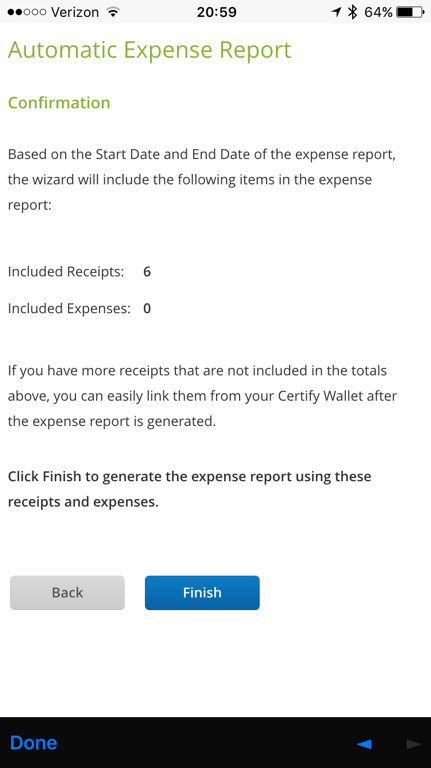 Verizon 20:59 64%
Automatic Expense Report
Confirmation
Based on the Start Date and End Date of the expense report,
the wizard will include the following items in the expense
report:
Included Receipts: 6
Included Expenses: 0
If you have more receipts that are not included in the totals
above, you can easily link them from your Certify Wallet after
the expense report is generated.
Click Finish to generate the expense report using these
receipts and expenses.
Back Finish
Done